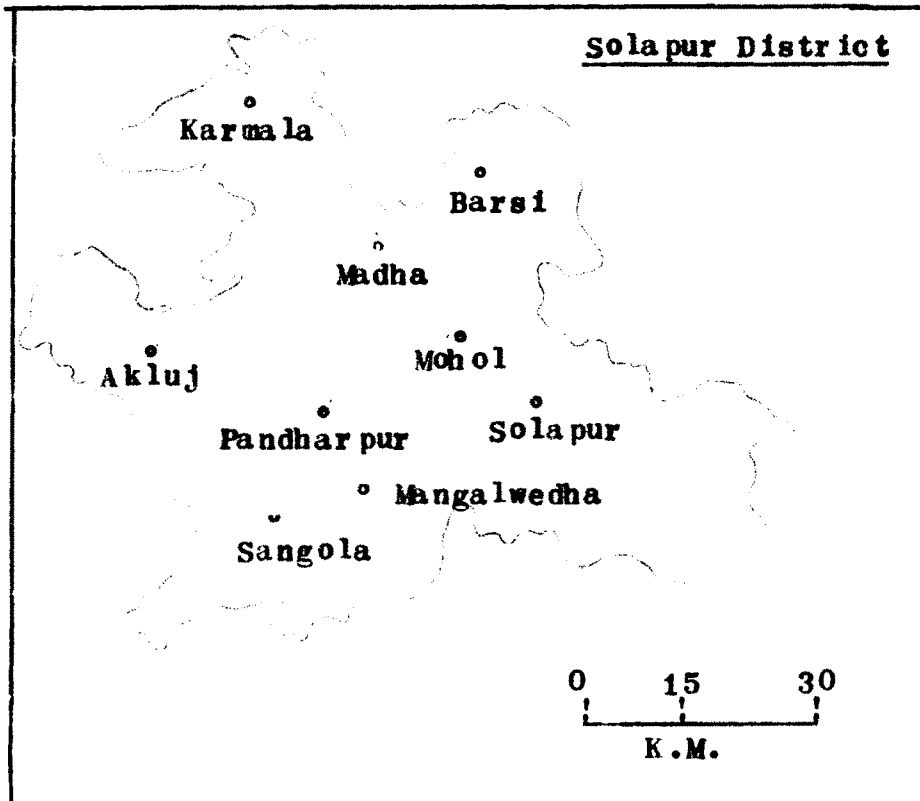 Solapur District
Karmala
Barsi
Madha
Mohol
Akluj
Solapur
Pandharpur
Mangalwedha
Sangola
0 15 30
K.M.